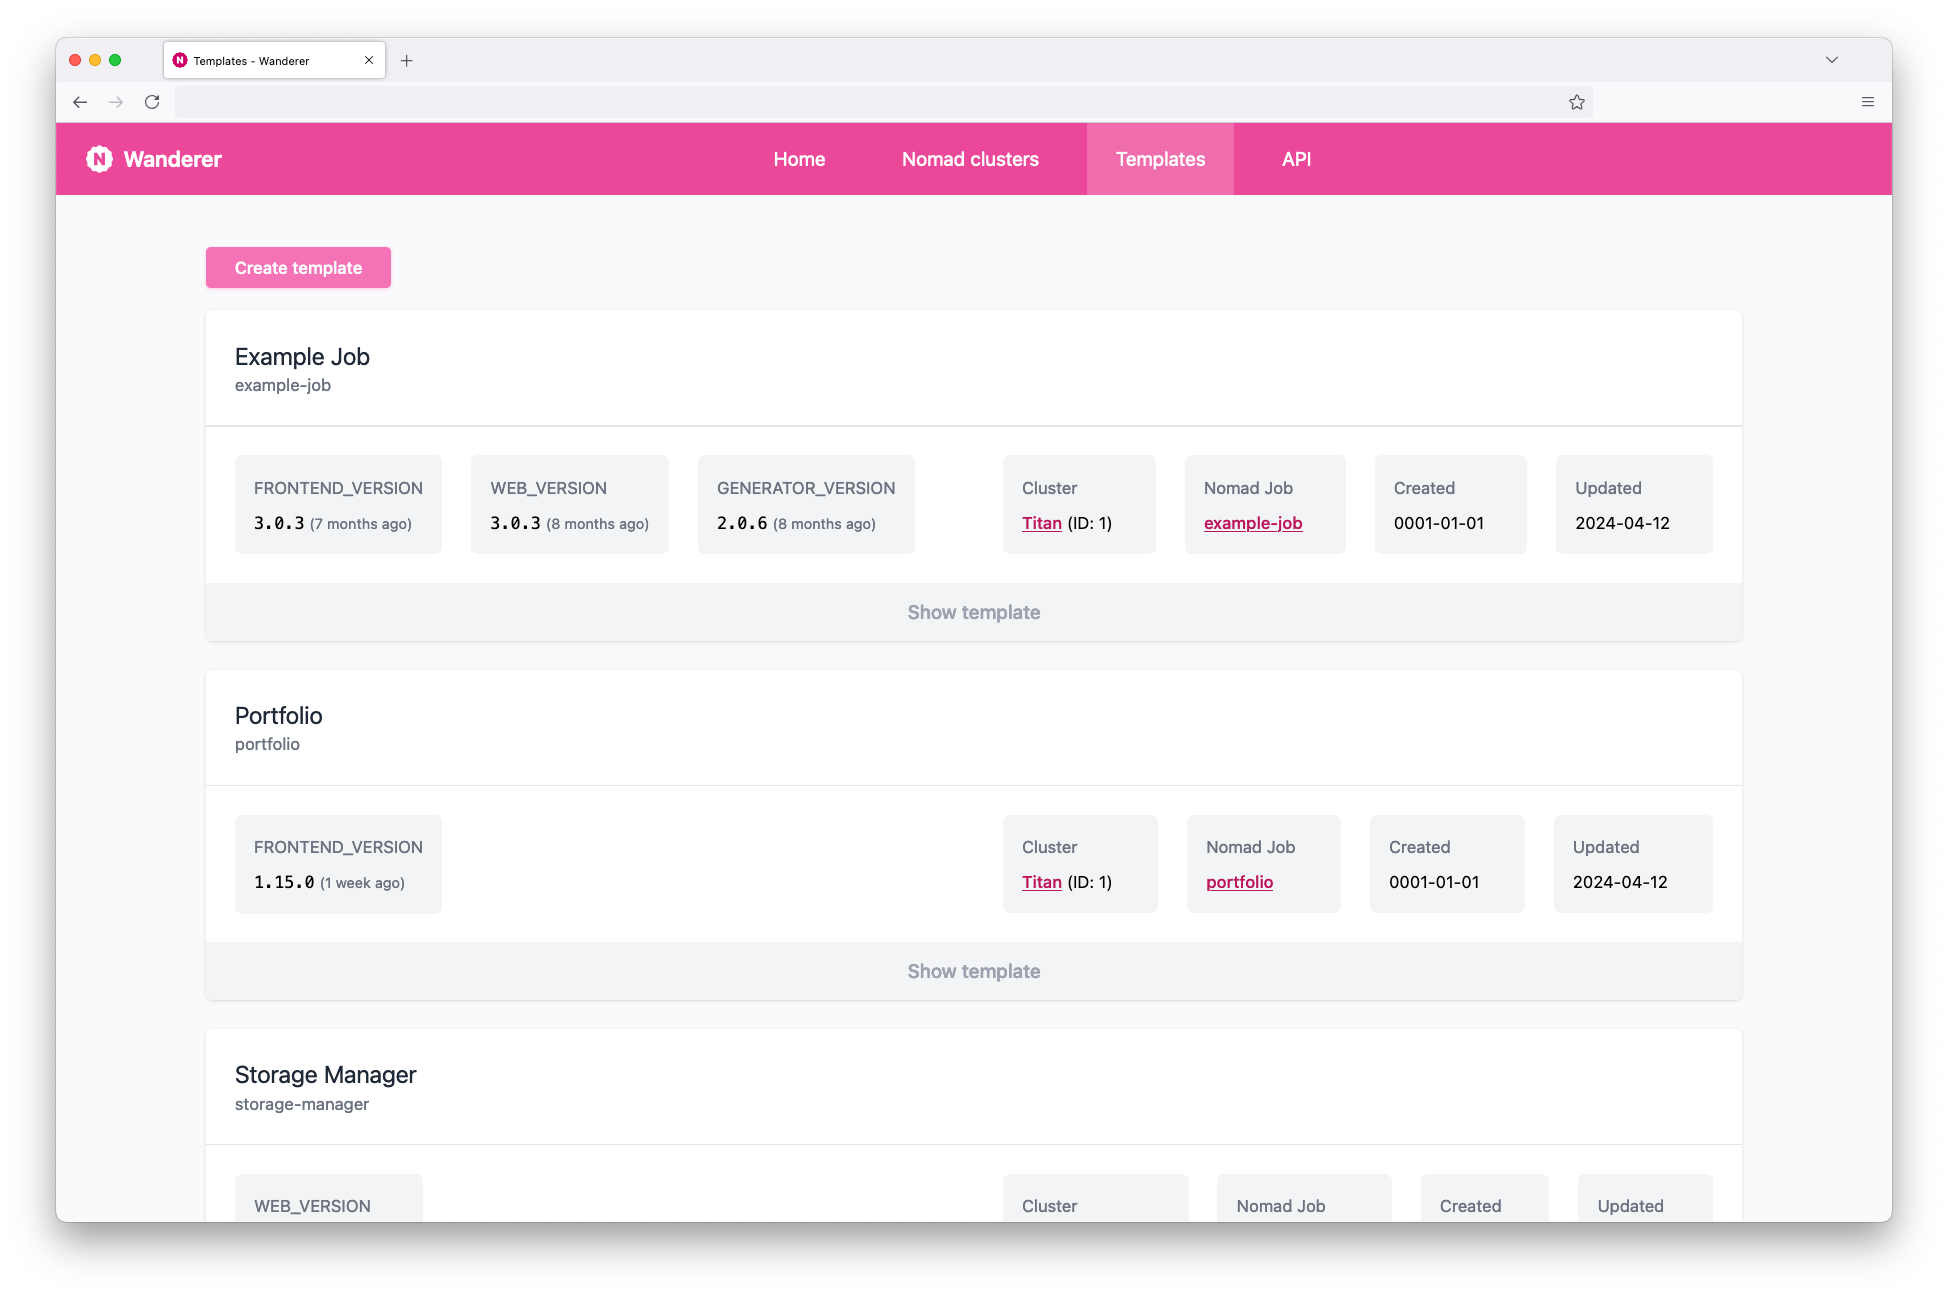 Templates - Wanderer
N Wanderer
Home
Nomad clusters
Templates
API
Create template
Example Job
example-job
FRONTEND_VERSION
3.0.3 (7 months ago)
WEB_VERSION
3.0.3 (8 months ago)
GENERATOR_VERSION
2.0.6 (8 months ago)
Cluster
Titan (ID: 1)
Nomad Job
example-job
Created
0001-01-01
Updated
2024-04-12
Show template
Portfolio
portfolio
FRONTEND_VERSION
1.15.0 (1 week ago)
Cluster
Titan (ID: 1)
Nomad Job
portfolio
Created
0001-01-01
Updated
2024-04-12
Show template
Storage Manager
storage-manager
WEB_VERSION
Cluster
Nomad Job
Created
Updated